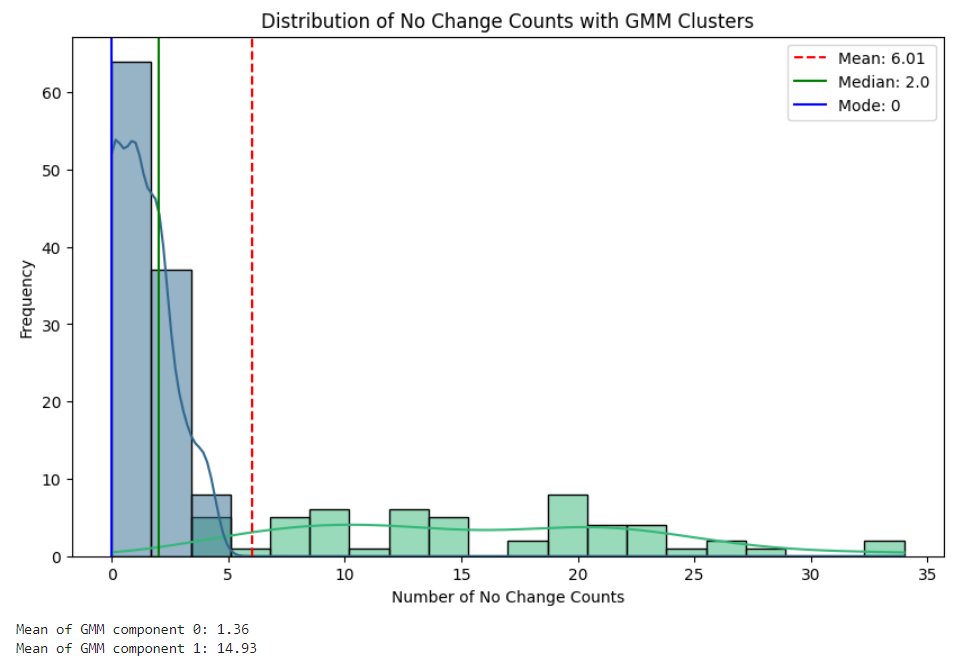 Distribution of No Change Counts with GMM Clusters
Mean: 6.01
Median: 2.0
Mode: 0
Frequency
60
50
40
30
20
10
0
0 5 10 15 20 25 30 35
Number of No Change Counts
Mean of GMM component 0: 1.36
Mean of GMM component 1: 14.93